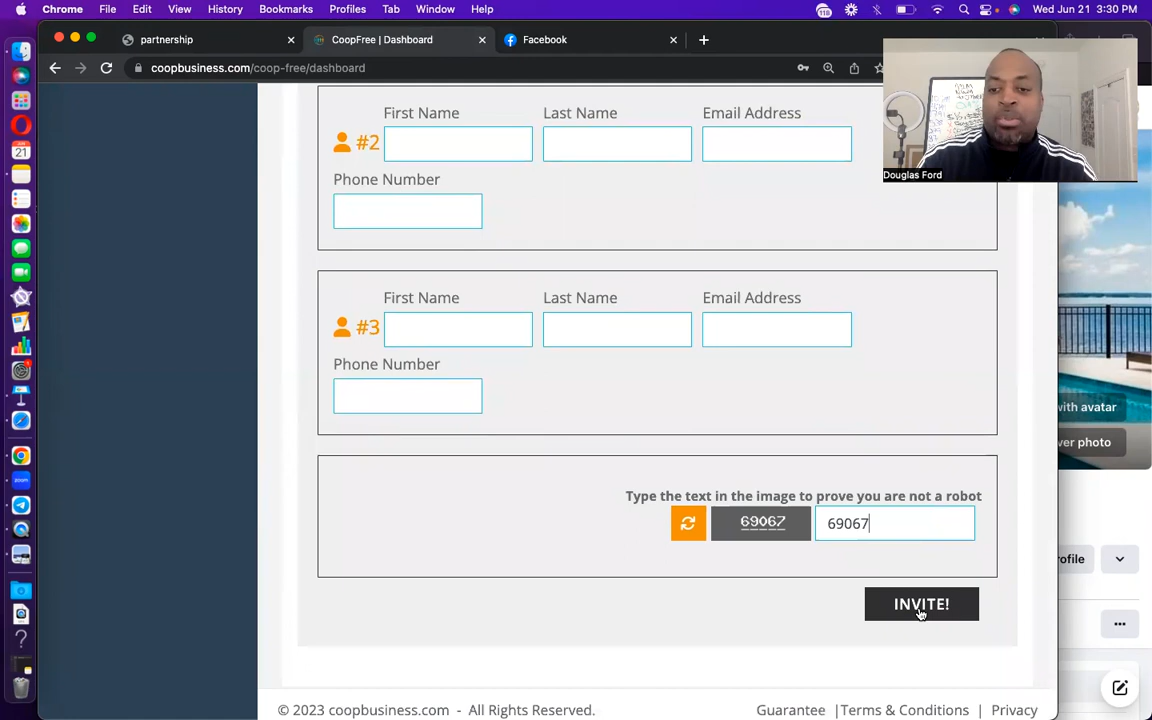 Chrome File Edit View History Bookmarks Profiles Tab Window Help Wed Jun 21 3:30 PM
partnership CoopFree | Dashboard Facebook
coopbusiness.com/coop-free/dashboard
Douglas Ford
First Name Last Name Email Address
#2
Phone Number
First Name Last Name Email Address
#3
Phone Number
with avatar
ver photo
Type the text in the image to prove you are not a robot
69067 69067
ofile
INVITE!
© 2023 coopbusiness.com - All Rights Reserved. Guarantee |Terms & Conditions | Privacy